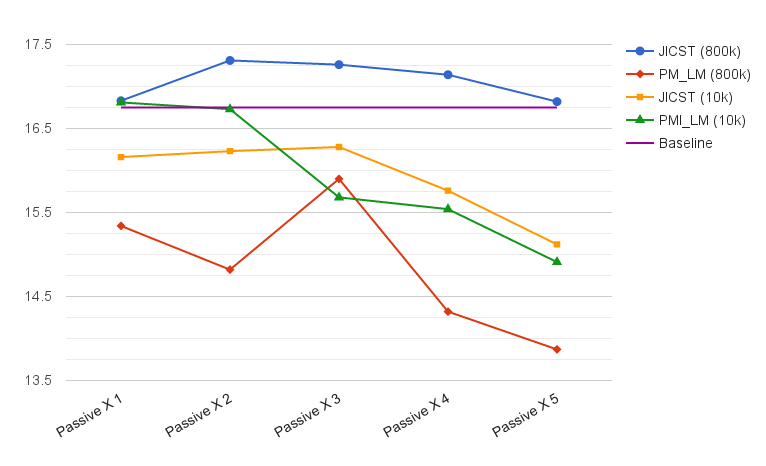 17.5
16.5
15.5
14.5
13.5
Passive X 1
Passive X 2
Passive X 3
Passive X 4
Passive X 5
JICST (800k)
PM_LM (800k)
JICST (10k)
PMI_LM (10k)
Baseline